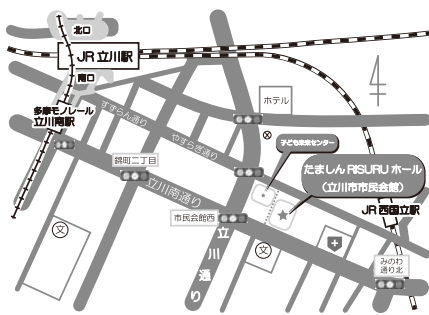 北口
JR 立川駅
南口
多摩モノレール
立川南駅
すずらん通り
やすらぎ通り
ホテル
子ども未来センター
たましん RISURU ホール
（立川市市民会館）
錦町二丁目
立川南通り
市民会館西
立川通り
JR 西国立駅
文
文
みのわ
通り北